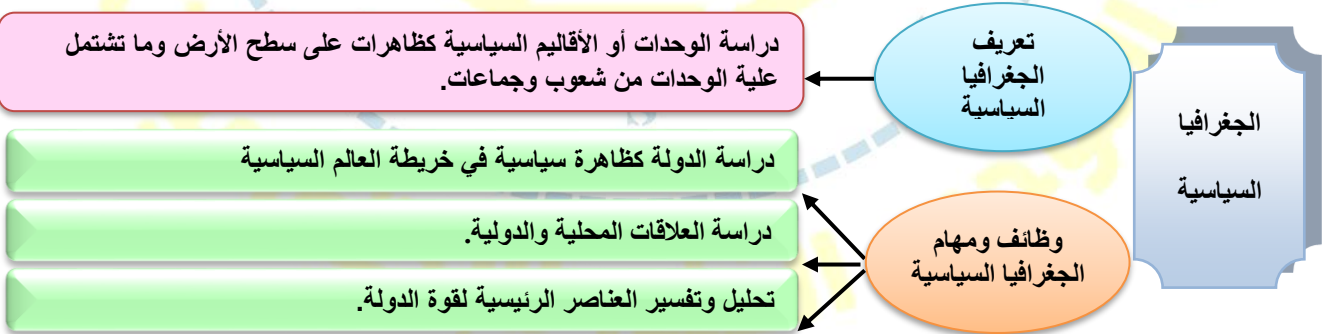 الجغرافيا
السياسية
تعريف
الجغرافيا
السياسية
دراسة الوحدات أو الأقاليم السياسية كظاهرات على سطح الأرض وما تشتمل
علية الوحدات من شعوب وجماعات.
وظائف ومهام
الجغرافيا السياسية
دراسة الدولة كظاهرة سياسية في خريطة العالم السياسية
دراسة العلاقات المحلية والدولية.
تحليل وتفسير العناصر الرئيسية لقوة الدولة.